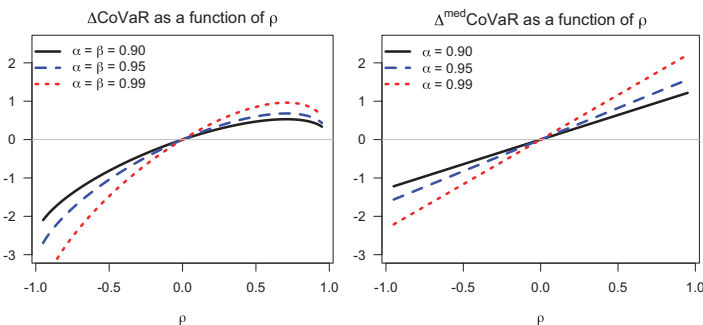 ΔCoVaR as a function of ρ
α = β = 0.90
α = β = 0.95
α = β = 0.99
2
1
0
-1
-2
-3
-1.0 -0.5 0.0 0.5 1.0
ρ
Δmed CoVaR as a function of ρ
α = 0.90
α = 0.95
α = 0.99
2
1
0
-1
-2
-3
-1.0 -0.5 0.0 0.5 1.0
ρ